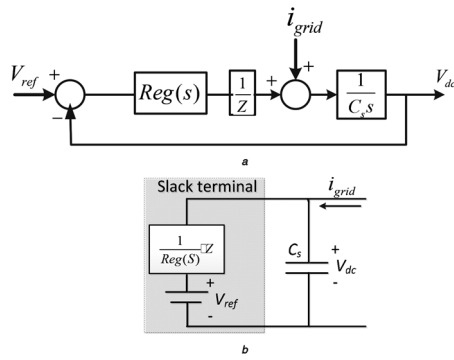 i_grid
V_ref + Reg(s) 1/Z + + 1/(C_s s) V_dc
−
a
Slack terminal i_grid
1/Reg(S) Z C_s + V_dc -
+ V_ref -
b